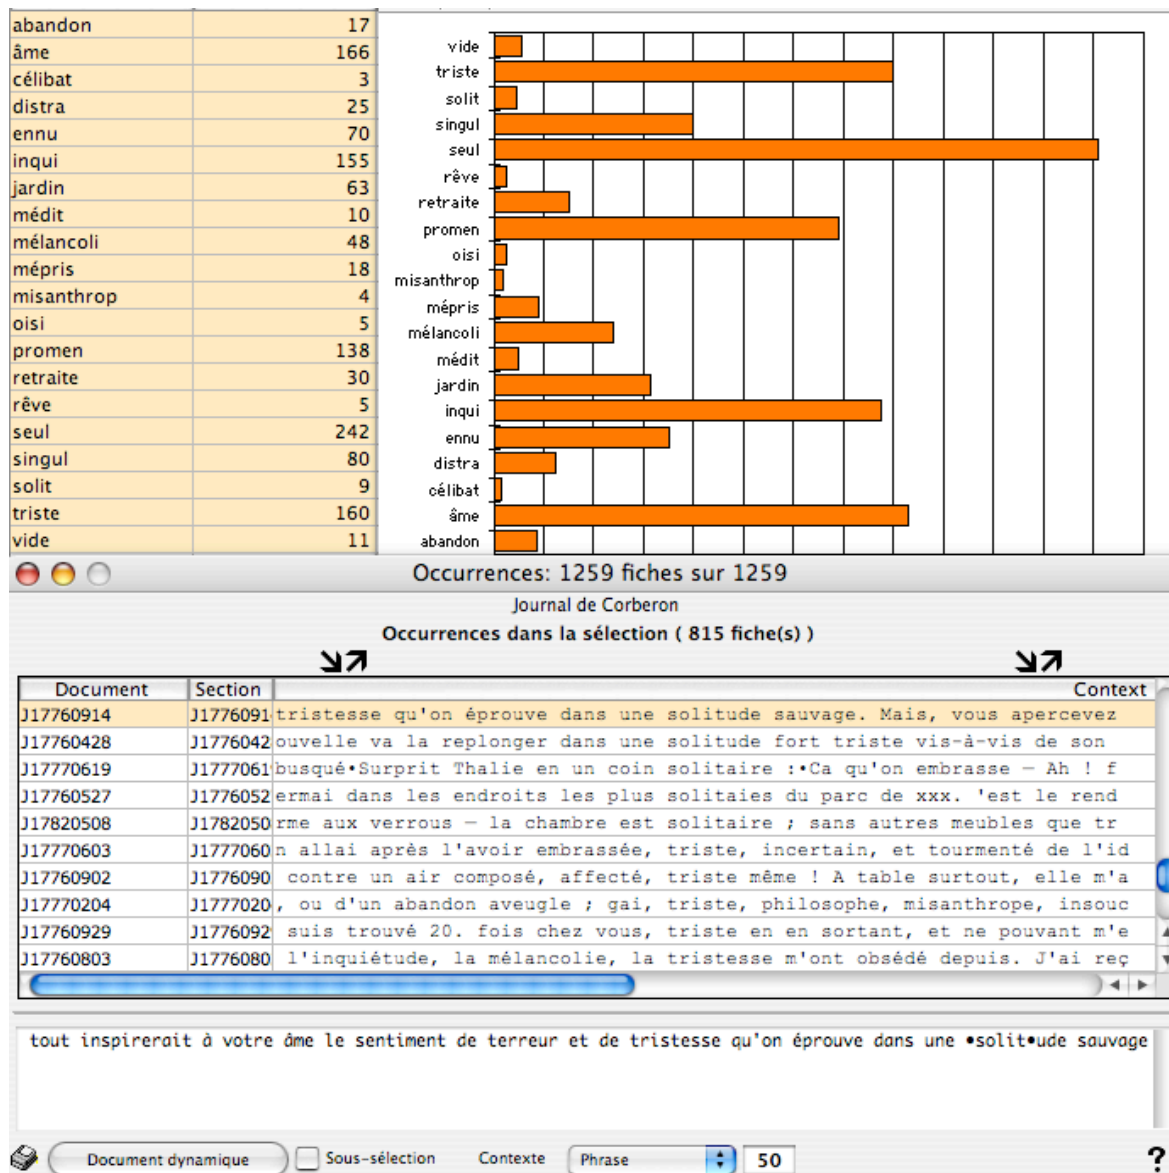 abandon 17
âme 166
célibat 3
distra 25
ennu 70
inqui 155
jardin 63
médit 10
mélancoli 48
mépris 18
misanthrop 4
oisi 5
promen 138
retraite 30
rêve 5
seul 242
singul 80
solit 9
triste 160
vide 11
vide
triste
solit
singul
seul
rêve
retraite
promen
oisi
misanthrop
mépris
mélancoli
médit
jardin
inqui
ennu
distra
célibat
âme
abandon
Occurrences: 1259 fiches sur 1259
Journal de Corberon
Occurrences dans la sélection ( 815 fiche(s) )
Document Section Context
J17760914 J1776091 tristesse qu'on éprouve dans une solitude sauvage. Mais, vous apercevez
J17760428 J1776042 ouvelle va la replonger dans une solitude fort triste vis-à-vis de son
J17770619 J1777061 busqué•Surprit Thalie en un coin solitaire :•Ca qu'on embrasse — Ah ! f
J17760527 J1776052 ermai dans les endroits les plus solitaies du parc de xxx. 'est le rend
J17820508 J1782050 rme aux verrous — la chambre est solitaire ; sans autres meubles que tr
J17770603 J1777060 n allai après l'avoir embrassée, triste, incertain, et tourmenté de l'id
J17760902 J1776090 contre un air composé, affecté, triste même ! A table surtout, elle m'a
J17770204 J1777020 , ou d'un abandon aveugle ; gai, triste, philosophe, misanthrope, insouc
J17760929 J1776092 suis trouvé 20. fois chez vous, triste en en sortant, et ne pouvant m'e
J17760803 J1776080 l'inquiétude, la mélancolie, la tristesse m'ont obsédé depuis. J'ai reç
tout inspirerait à votre âme le sentiment de terreur et de tristesse qu'on éprouve dans une •solit•ude sauvage
Document dynamique Sous-sélection Contexte Phrase 50 ?